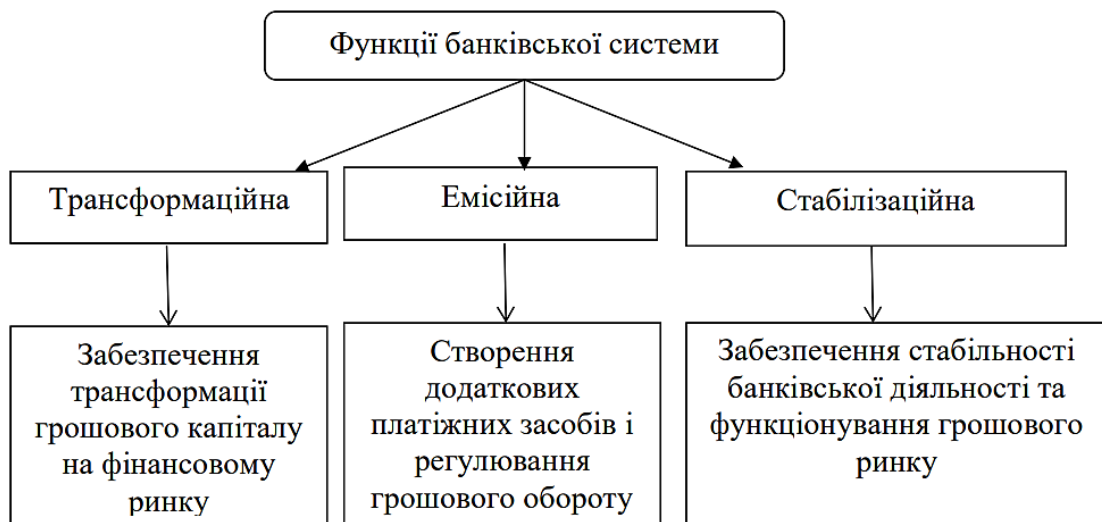 Функції банківської системи
Трансформаційна
Емісійна
Стабілізаційна
Забезпечення
трансформації
грошового капіталу
на фінансовому
ринку
Створення
додаткових
платіжних засобів і
регулювання
грошового обороту
Забезпечення стабільності
банківської діяльності та
функціонування грошового
ринку